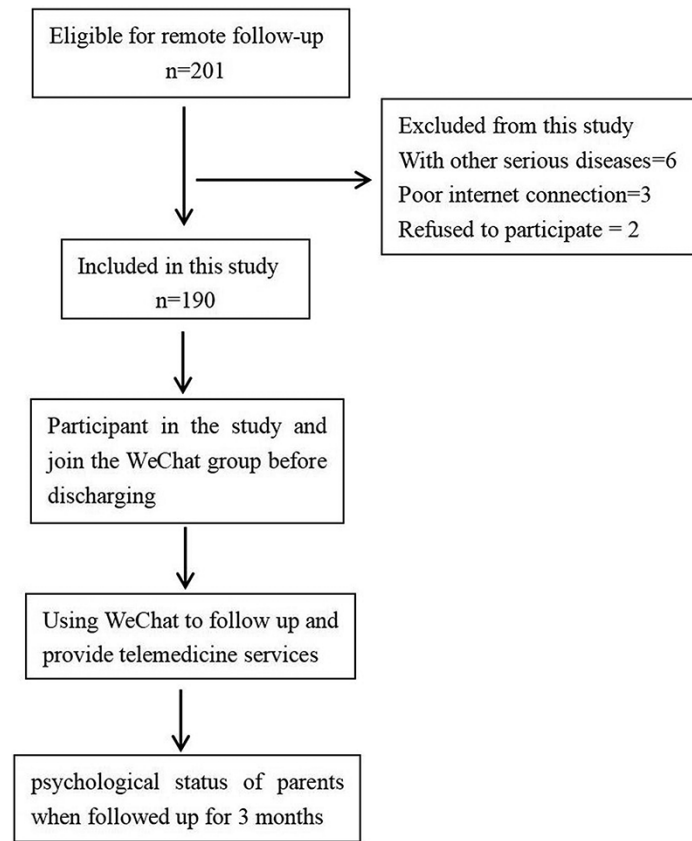 Eligible for remote follow-up
n=201
Excluded from this study
With other serious diseases=6
Poor internet connection=3
Refused to participate = 2
Included in this study
n=190
Participant in the study and
join the WeChat group before
discharging
Using WeChat to follow up and
provide telemedicine services
psychological status of parents
when followed up for 3 months